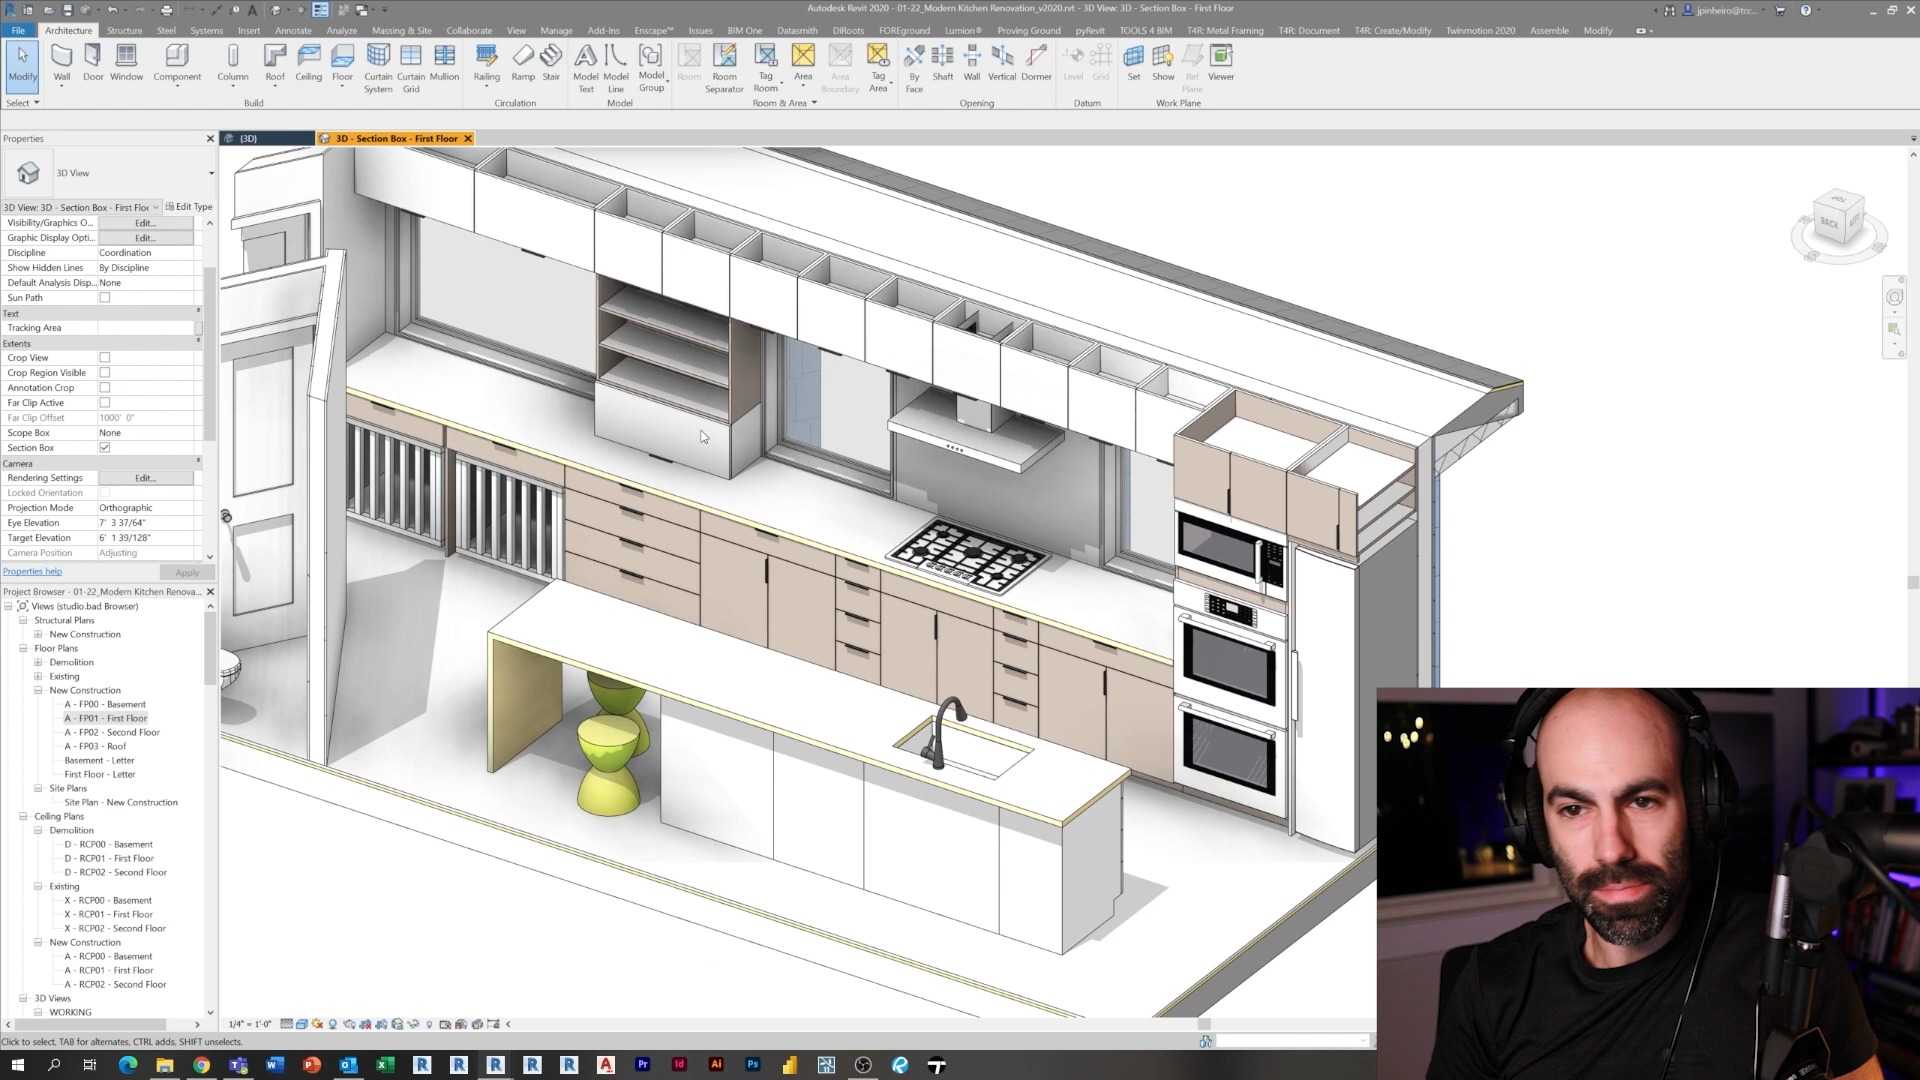 Autodesk Revit 2020 - 01-22_Modern Kitchen Renovation_v2020.rvt - 3D View: 3D - Section Box - First Floor
jpinheiro@tcc...
File Architecture Structure Steel Systems Insert Annotate Analyze Massing & Site Collaborate View Manage Add-Ins Enscape™ Issues BIM One Datasmith DiRoots FOREground Lumion® Proving Ground pyRevit TOOLS 4 BIM T4R: Metal Framing T4R: Document T4R: Create/Modify Twinmotion 2020 Assemble Modify
Modify Wall Door Window Component Column Roof Ceiling Floor Curtain System Curtain Grid Mullion Railing Ramp Stair Model Text Model Line Model Group Room Room Separator Tag Room Area Area Boundary Tag Area By Face Shaft Wall Vertical Dormer Level Grid Set Show Ref Plane Viewer
Select Build Circulation Model Room & Area Opening Datum Work Plane
Properties
{3D}
3D - Section Box - First Floor
3D View
3D View: 3D - Section Box - First Floo
Edit Type
Visibility/Graphics O... Edit...
Graphic Display Opti... Edit...
Discipline Coordination
Show Hidden Lines By Discipline
Default Analysis Disp... None
Sun Path
Text
Tracking Area
Extents
Crop View
Crop Region Visible
Annotation Crop
Far Clip Active
Far Clip Offset 1000' 0"
Scope Box None
Section Box
Camera
Rendering Settings Edit...
Locked Orientation
Projection Mode Orthographic
Eye Elevation 7' 3 37/64"
Target Elevation 6' 1 39/128"
Camera Position Adjusting
Properties help
Apply
Project Browser - 01-22_Modern Kitchen Renova...
Views (studio.bad Browser)
Structural Plans
New Construction
Floor Plans
Demolition
Existing
New Construction
A - FP00 - Basement
A - FP01 - First Floor
A - FP02 - Second Floor
A - FP03 - Roof
Basement - Letter
First Floor - Letter
Site Plans
Site Plan - New Construction
Ceiling Plans
Demolition
D - RCP00 - Basement
D - RCP01 - First Floor
D - RCP02 - Second Floor
Existing
X - RCP00 - Basement
X - RCP01 - First Floor
X - RCP02 - Second Floor
New Construction
A - RCP00 - Basement
A - RCP01 - First Floor
A - RCP02 - Second Floor
3D Views
WORKING
TOP
BACK
LEFT
1/4" = 1'-0"
Click to select, TAB for alternates, CTRL adds, SHIFT unselects.
R R R R R A Pr Id Ai Ps